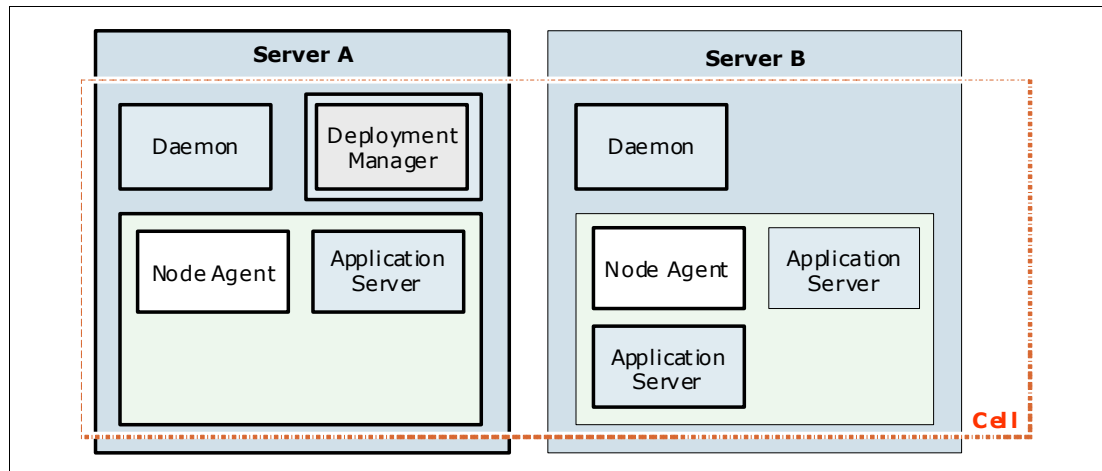 Server A
Server B
Daemon
Deployment
Manager
Daemon
Node Agent
Application
Server
Node Agent
Application
Server
Application
Server
Cell